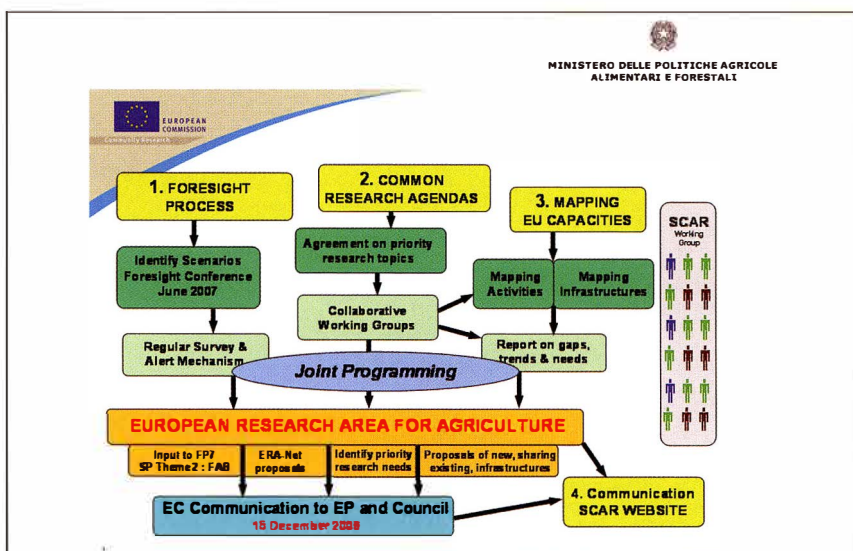 MINISTERO DELLE POLITICHE AGRICOLE
ALIMENTARI E FORESTALI
EUROPEAN
COMMISSION
Community Research
1. FORESIGHT
PROCESS
2. COMMON
RESEARCH AGENDAS
3. MAPPING
EU CAPACITIES
SCAR
Working
Group
Identify Scenarios
Foresight Conference
June 2007
Agreement on priority
research topics
Mapping
Activities
Mapping
Infrastructures
Regular Survey &
Alert Mechanism
Collaborative
Working Groups
Report on gaps,
trends & needs
Joint Programming
EUROPEAN RESEARCH AREA FOR AGRICULTURE
Input to FP7
SP Theme2 : FAB
ERA-Net
proposals
Identify priority
research needs
Proposals of new, sharing
existing, infrastructures
EC Communication to EP and Council
15 December 2008
4. Communication
SCAR WEBSITE